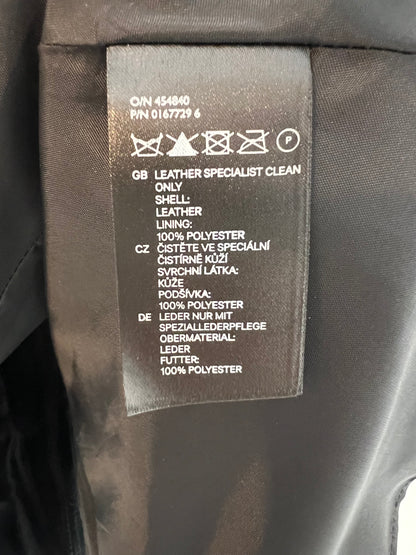 O/N 454840
P/N 0167729 6
P
GB LEATHER SPECIALIST CLEAN
ONLY
SHELL:
LEATHER
LINING:
100% POLYESTER
CZ ČISTĚTE VE SPECIÁLNÍ
ČISTÍRNĚ KŮŽÍ
SVRCHNÍ LÁTKA:
KŮŽE
PODŠÍVKA:
100% POLYESTER
DE LEDER NUR MIT
SPEZIALLEDERPFLEGE
OBERMATERIAL:
LEDER
FUTTER:
100% POLYESTER